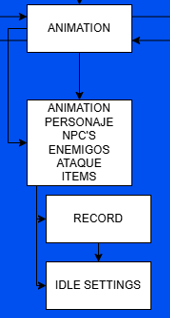 ANIMATION
ANIMATION
PERSONAJE
NPC'S
ENEMIGOS
ATAQUE
ITEMS
RECORD
IDLE SETTINGS